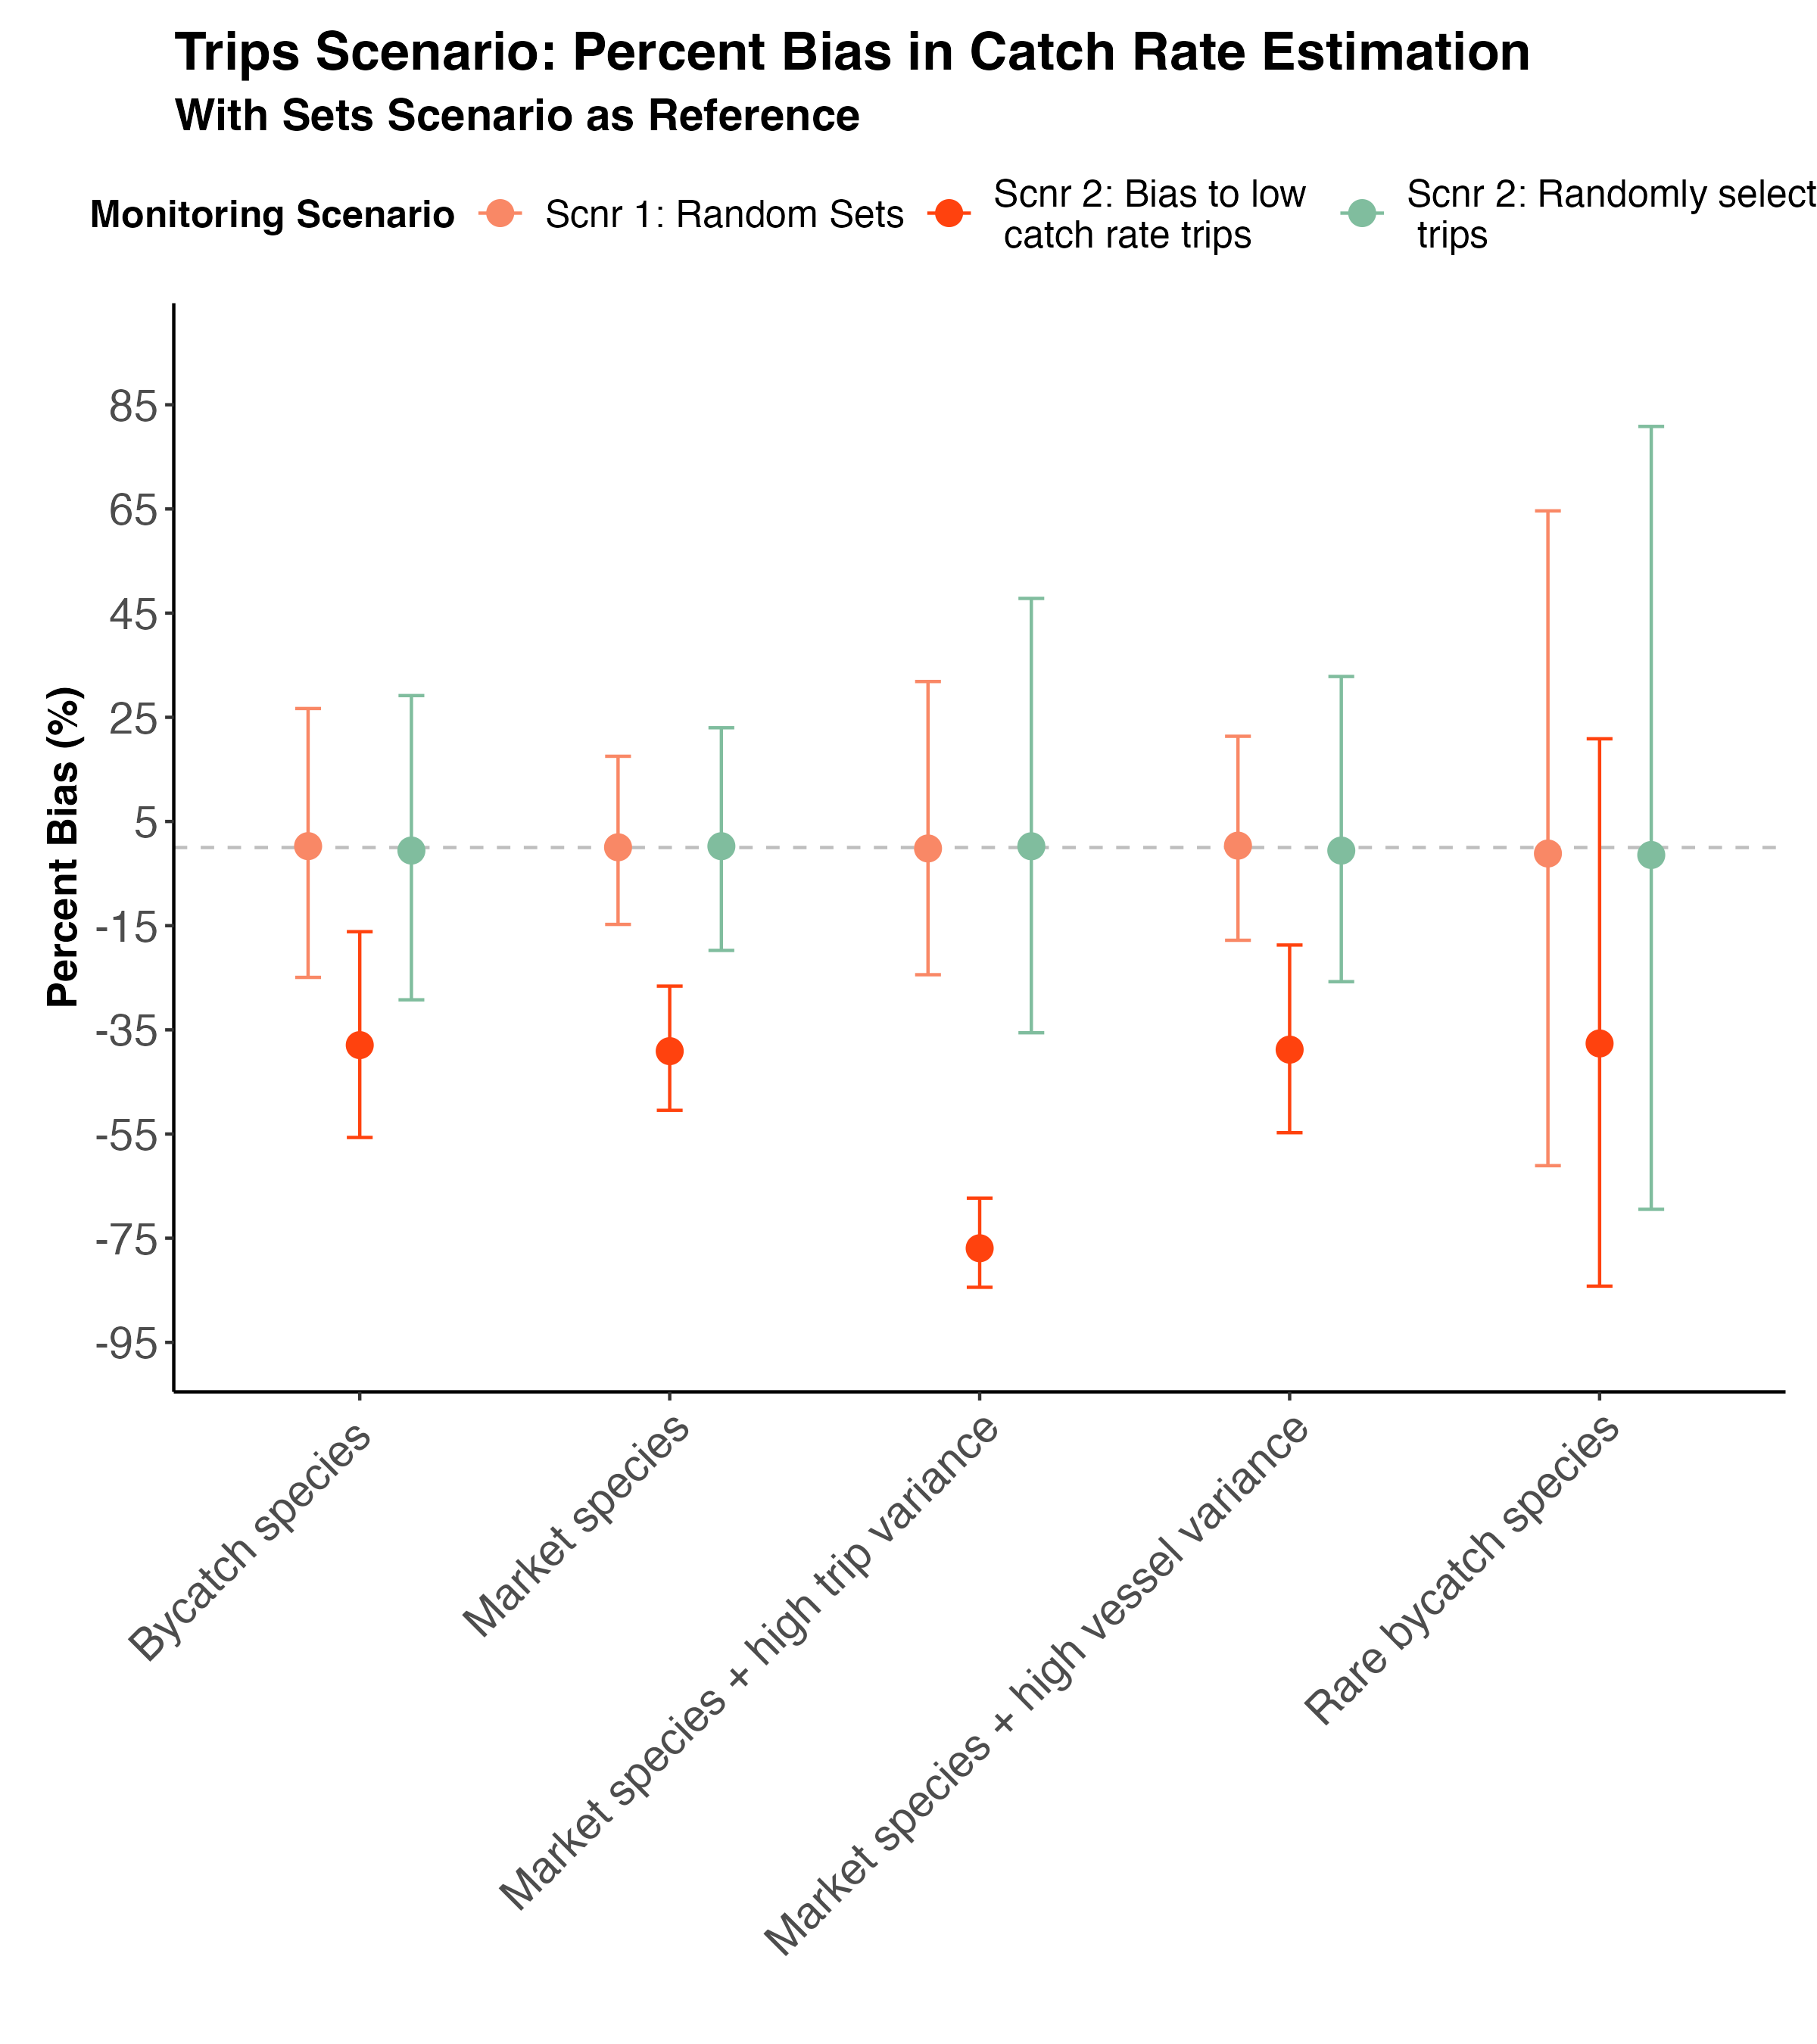 Trips Scenario: Percent Bias in Catch Rate Estimation
With Sets Scenario as Reference
Monitoring Scenario
Scnr 1: Random Sets
Scnr 2: Bias to low
catch rate trips
Scnr 2: Randomly select
trips
Percent Bias (%)
85
65
45
25
5
-15
-35
-55
-75
-95
Bycatch species
Market species
Market species + high trip variance
Market species + high vessel variance
Rare bycatch species